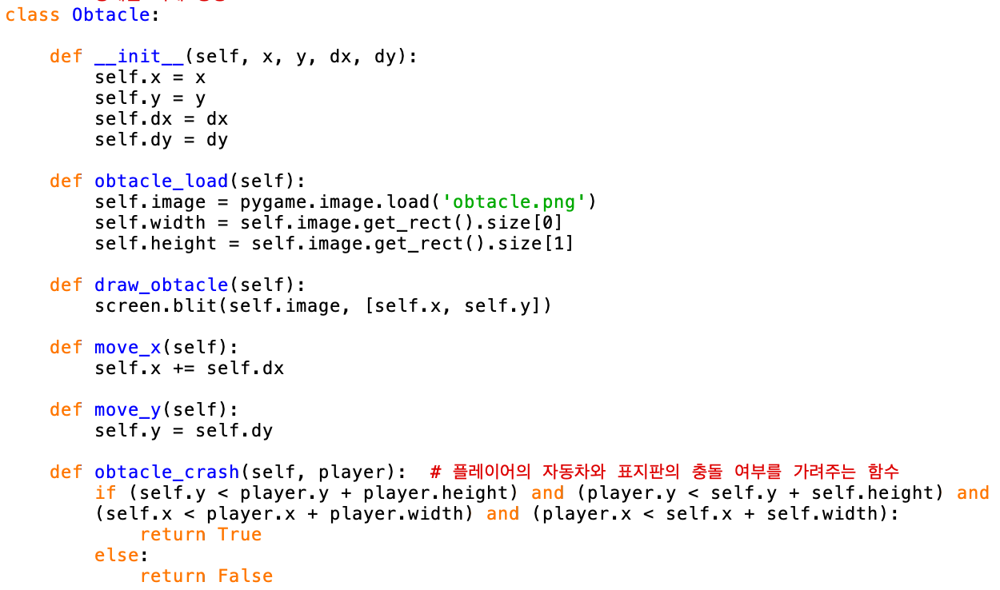 class Obtacle:
def __init__(self, x, y, dx, dy):
self.x = x
self.y = y
self.dx = dx
self.dy = dy
def obtacle_load(self):
self.image = pygame.image.load('obtacle.png')
self.width = self.image.get_rect().size[0]
self.height = self.image.get_rect().size[1]
def draw_obtacle(self):
screen.blit(self.image, [self.x, self.y])
def move_x(self):
self.x += self.dx
def move_y(self):
self.y = self.dy
def obtacle_crash(self, player):  # 플레이어의 자동차와 표지판의 충돌 여부를 가려주는 함수
if (self.y < player.y + player.height) and (player.y < self.y + self.height) and
(self.x < player.x + player.width) and (player.x < self.x + self.width):
return True
else:
return False